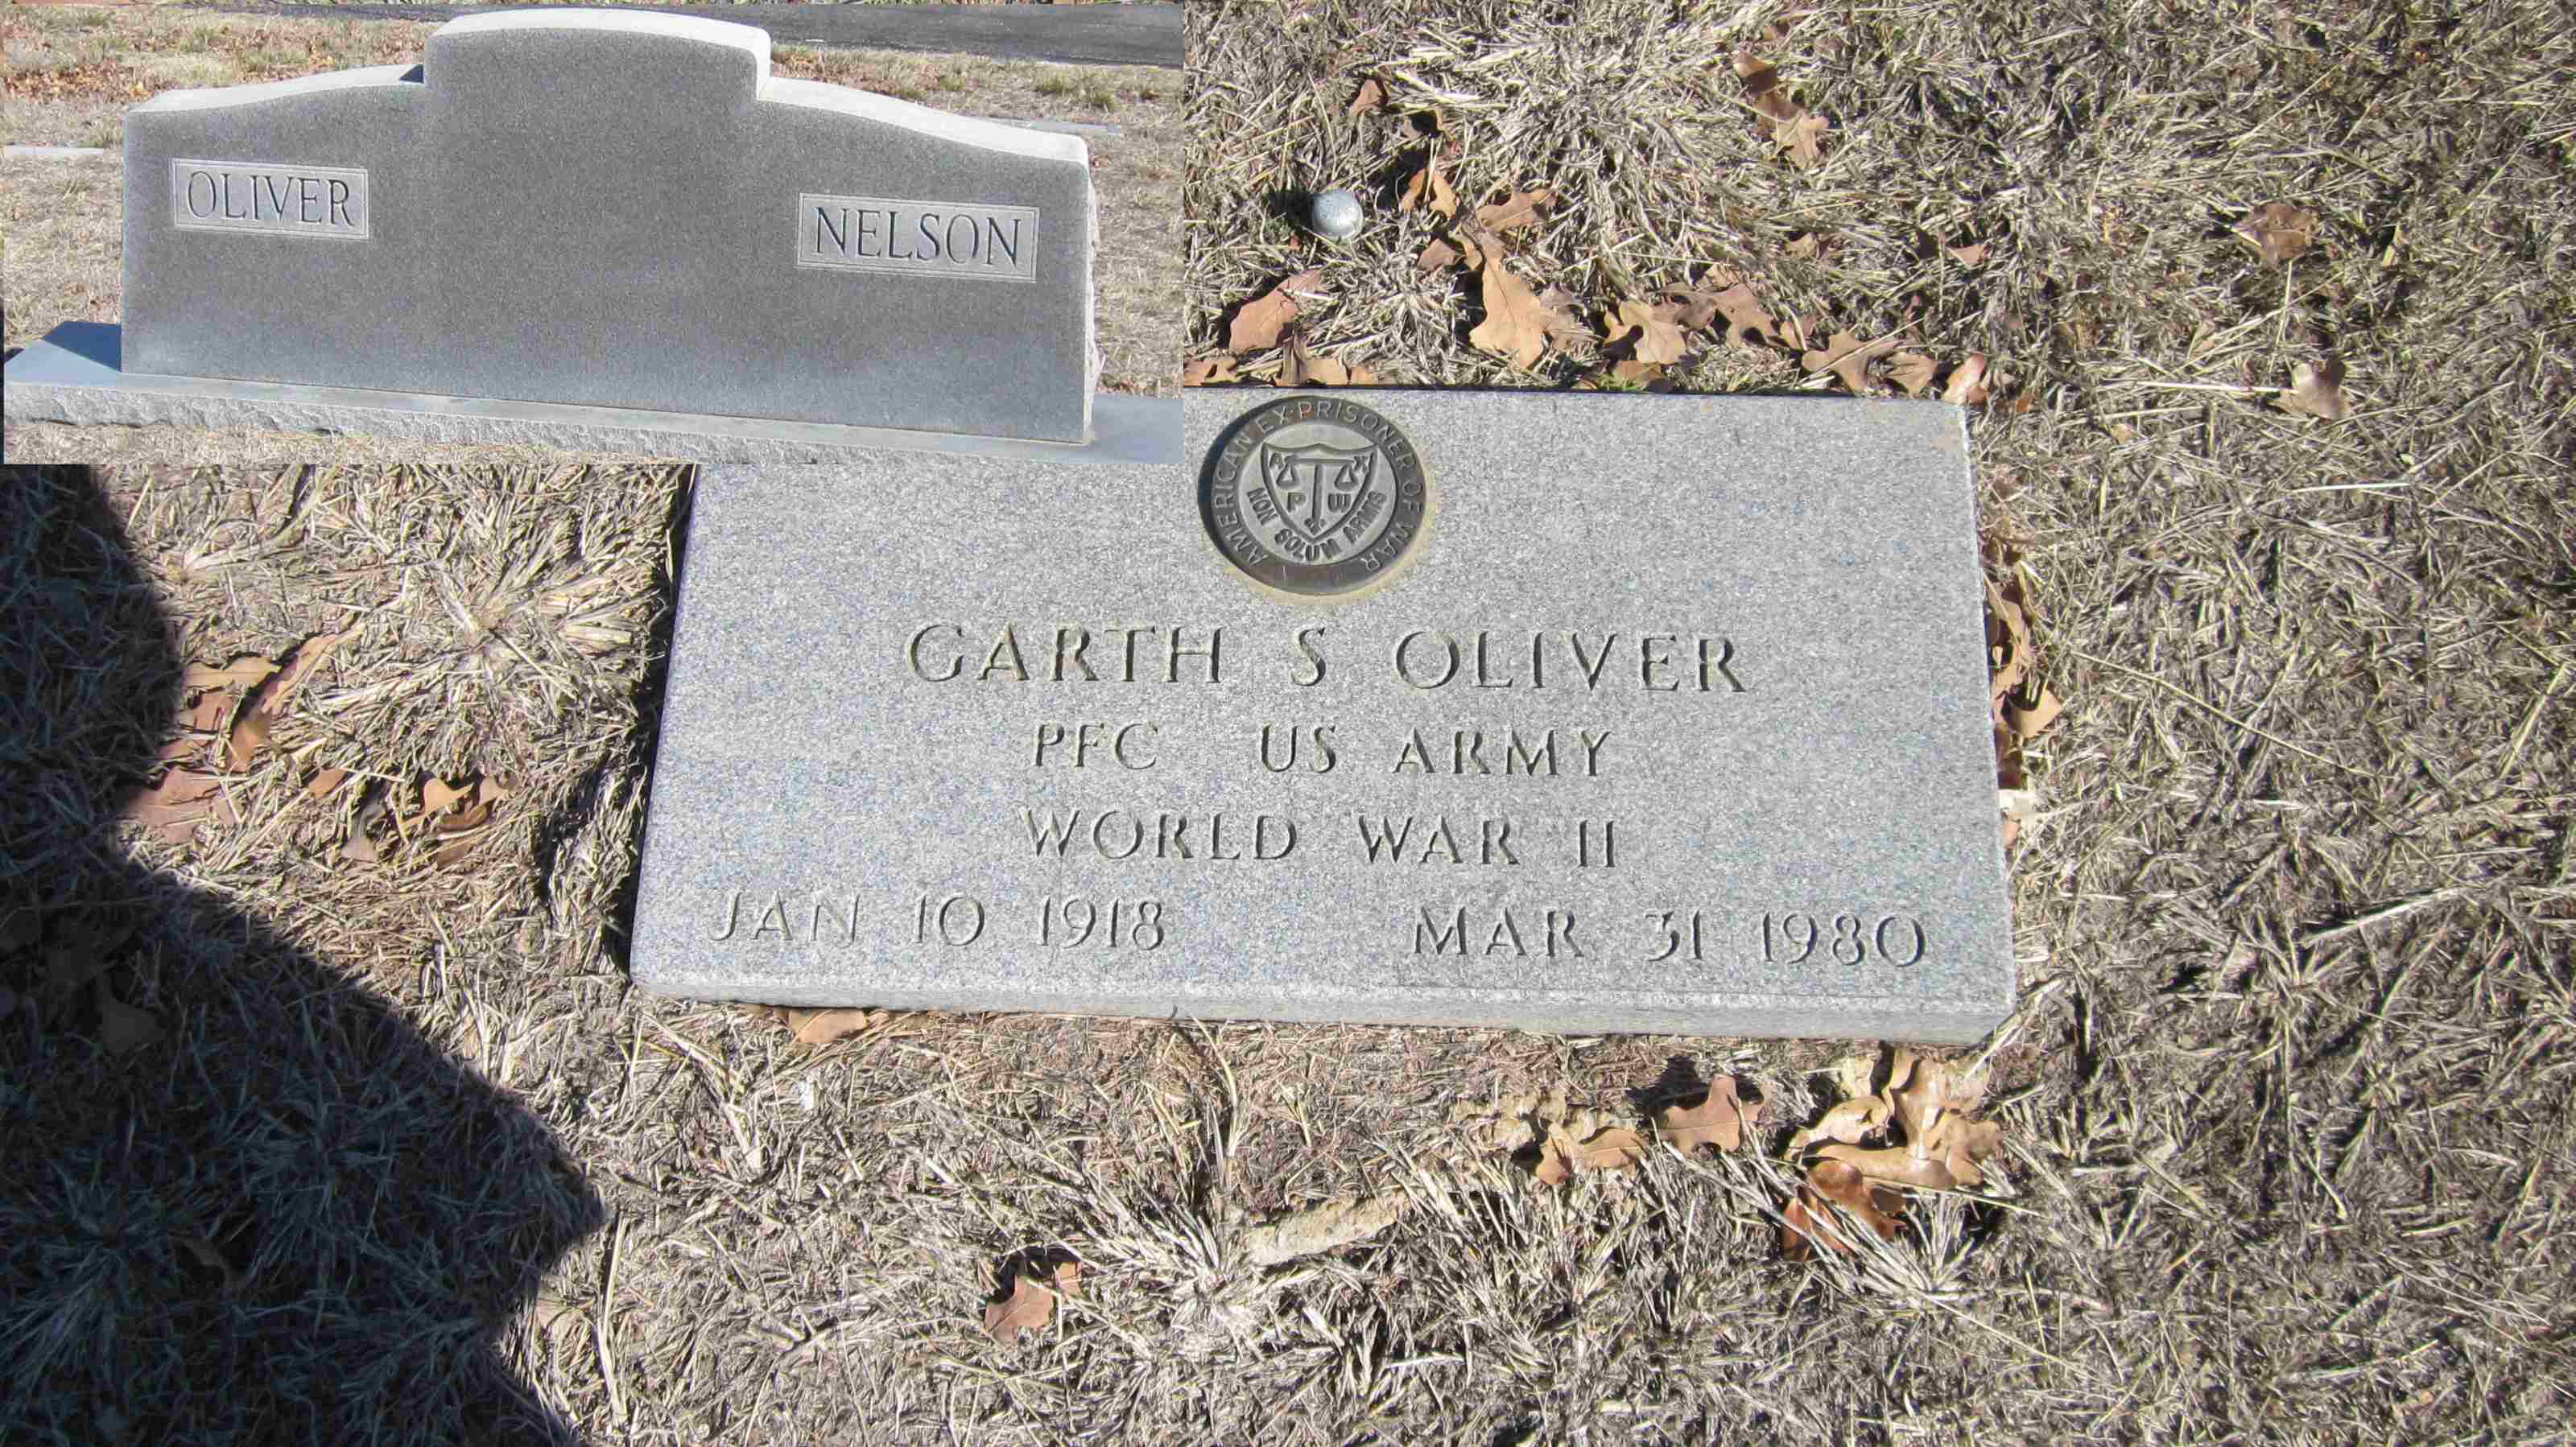 OLIVER
NELSON
AMERICAN EX-PRISONER OF WAR
A X
P W
NON SOLUM ARMIS
GARTH S OLIVER
PFC US ARMY
WORLD WAR II
JAN 10 1918 MAR 31 1980